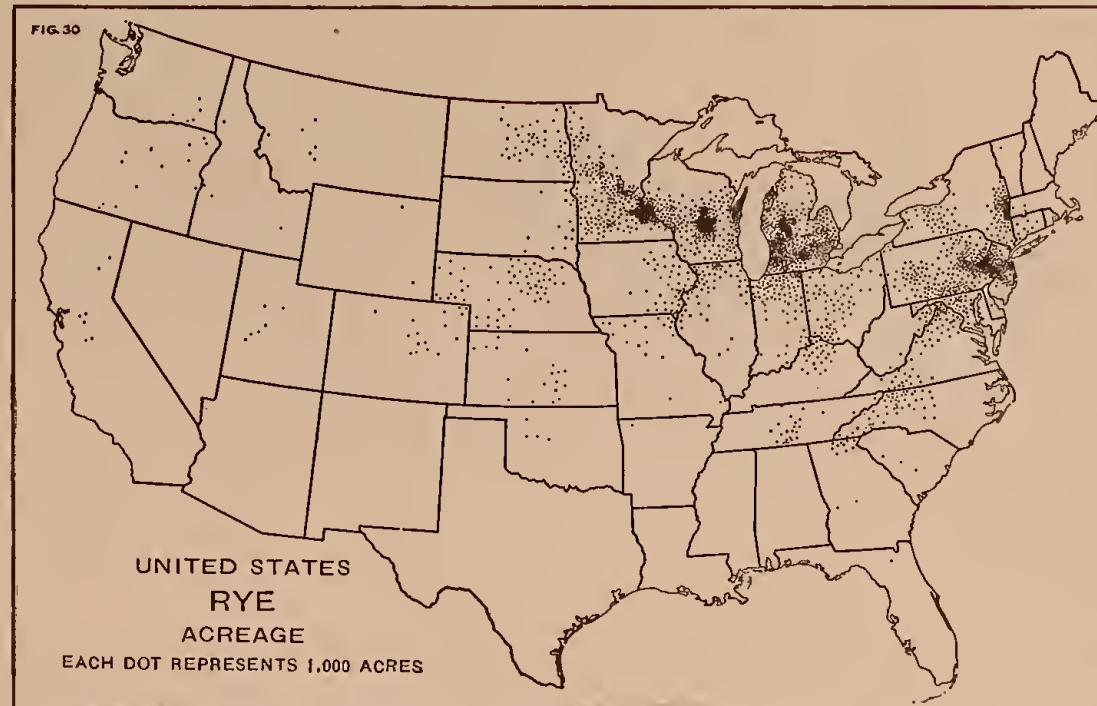 FIG. 30
UNITED STATES
RYE
ACREAGE
EACH DOT REPRESENTS 1,000 ACRES